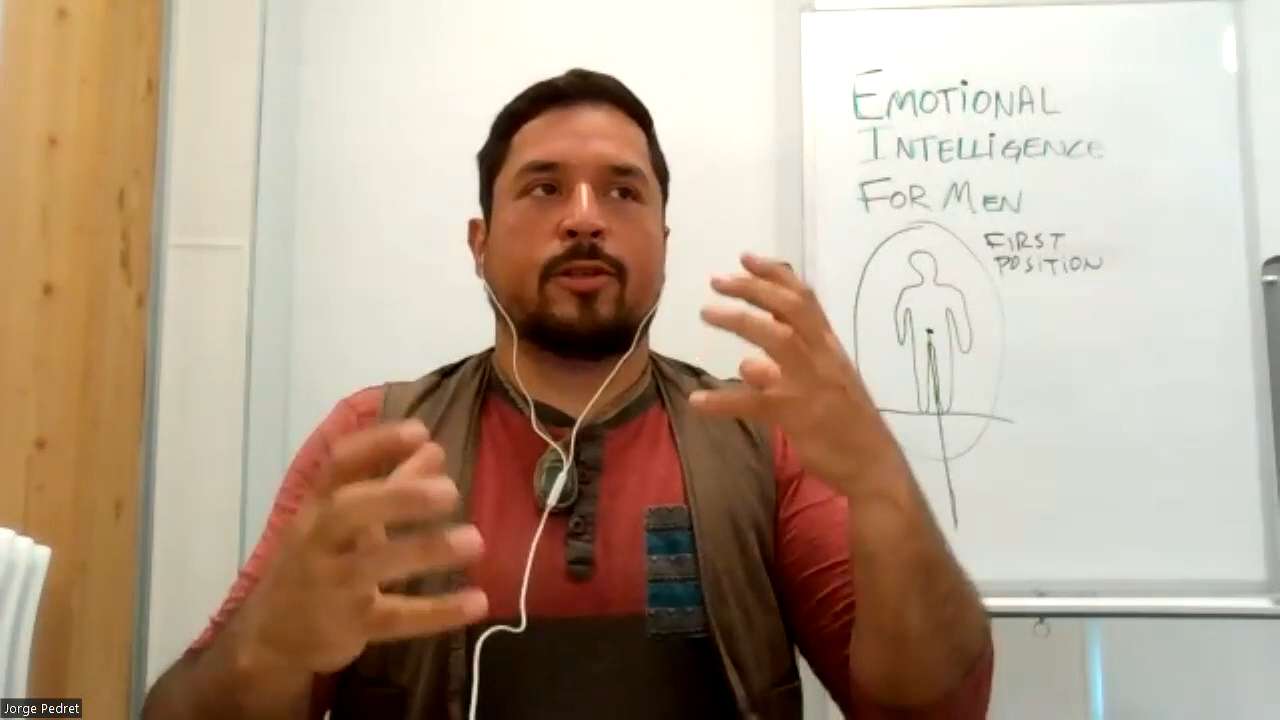 EMOTIONAL
INTELLIGENCE
FOR MEN
FIRST
POSITION
Jorge Pedret